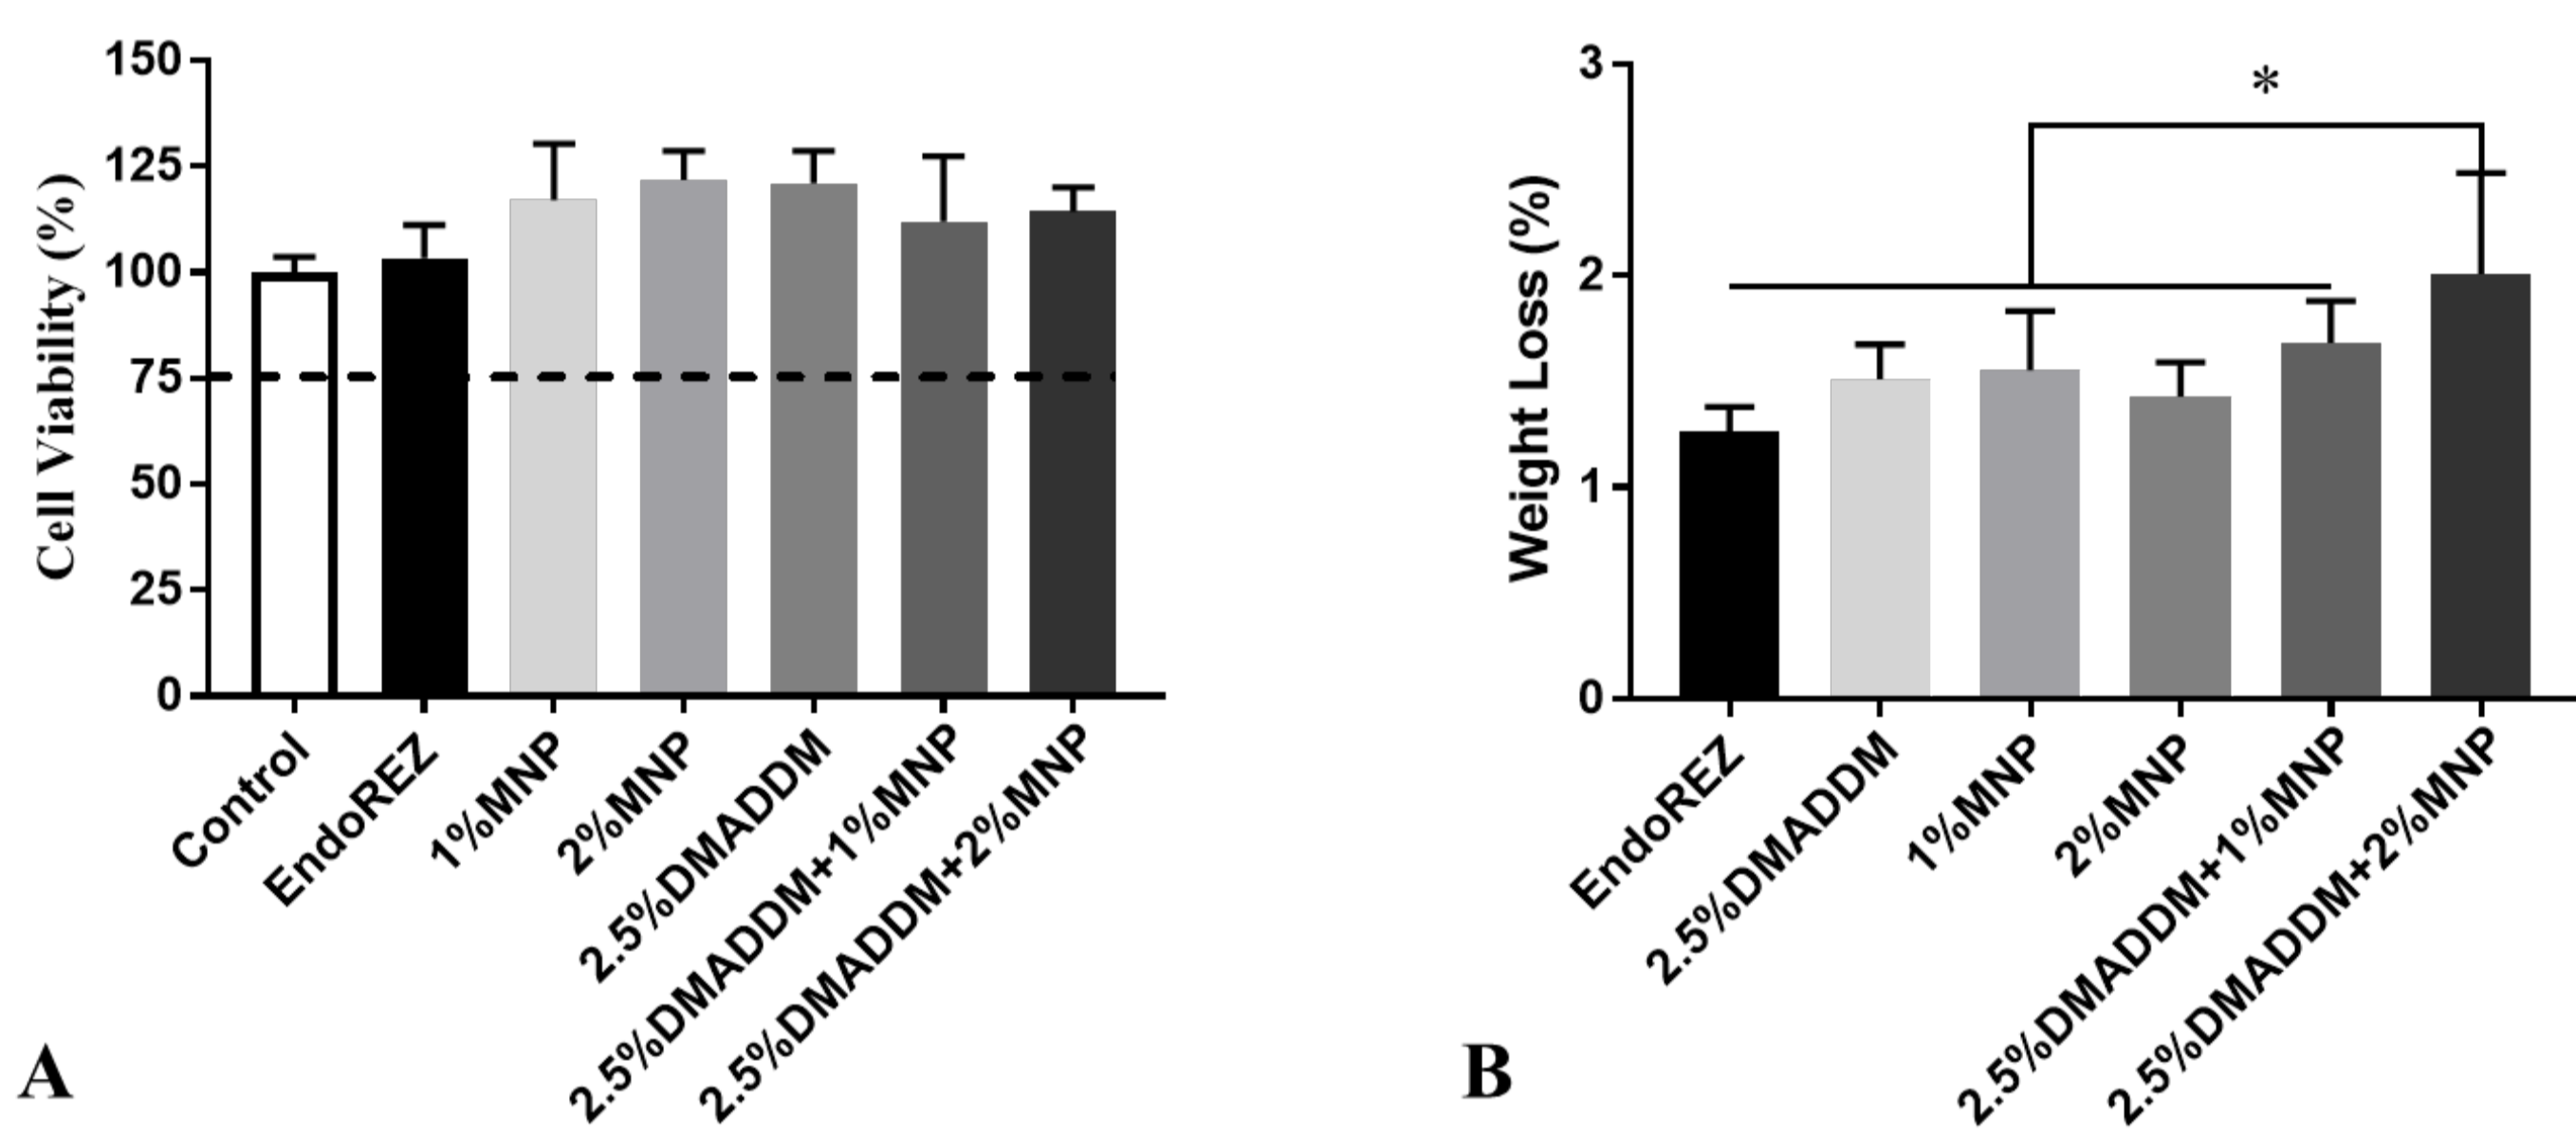 150
125
100
75
50
25
0
Cell Viability (%)
Control
EndoREZ
1%MNP
2%MNP
2.5%DMADDM
2.5%DMADDM+1%MNP
2.5%DMADDM+2%MNP
A
3
2
1
0
Weight Loss (%)
*
EndoREZ
2.5%DMADDM
1%MNP
2%MNP
2.5%DMADDM+1%MNP
2.5%DMADDM+2%MNP
B